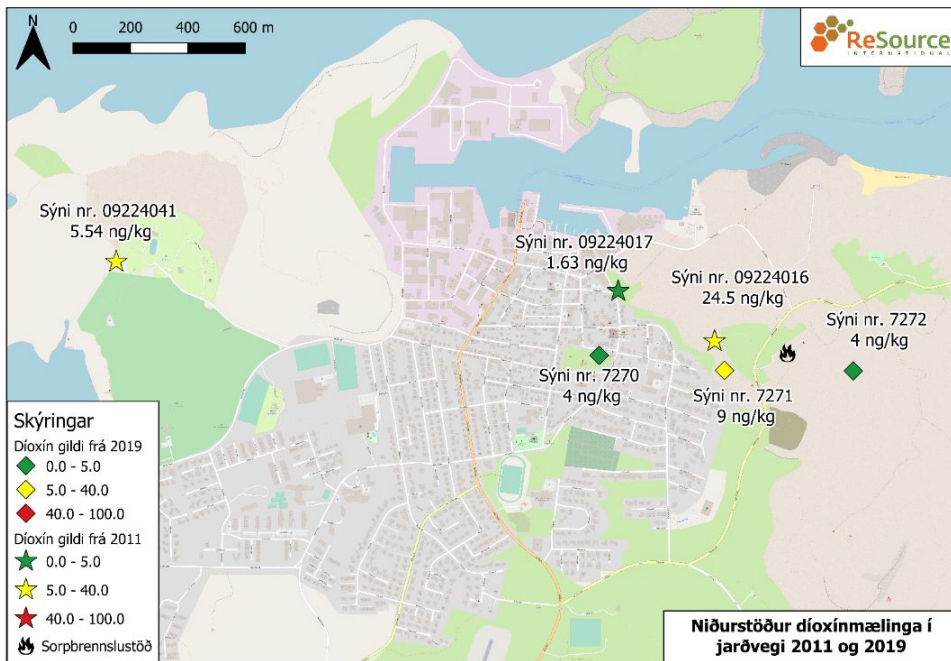 N
0 200 400 600 m
ReSource
INTERNATIONAL
Sýni nr. 09224041
5.54 ng/kg
Sýni nr. 09224017
1.63 ng/kg
Sýni nr. 09224016
24.5 ng/kg
Sýni nr. 7272
4 ng/kg
Sýni nr. 7270
4 ng/kg
Sýni nr. 7271
9 ng/kg
Skýringar
Díoxín gildi frá 2019
0.0 - 5.0
5.0 - 40.0
40.0 - 100.0
Díoxín gildi frá 2011
0.0 - 5.0
5.0 - 40.0
40.0 - 100.0
Sorpbrennslustöð
Niðurstöður díoxínmælinga í
jarðvegi 2011 og 2019